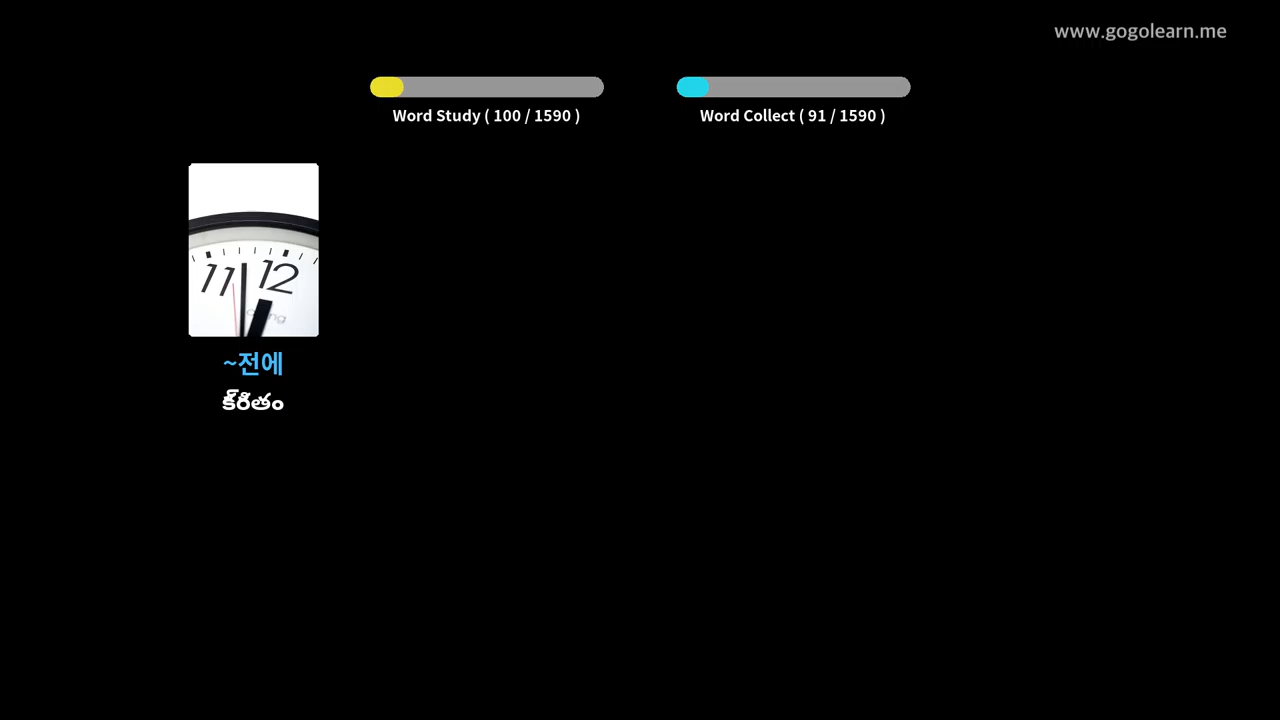 www.gogolearn.me
Word Study ( 100 / 1590 )
Word Collect ( 91 / 1590 )
11 12
~전에
క్రితం